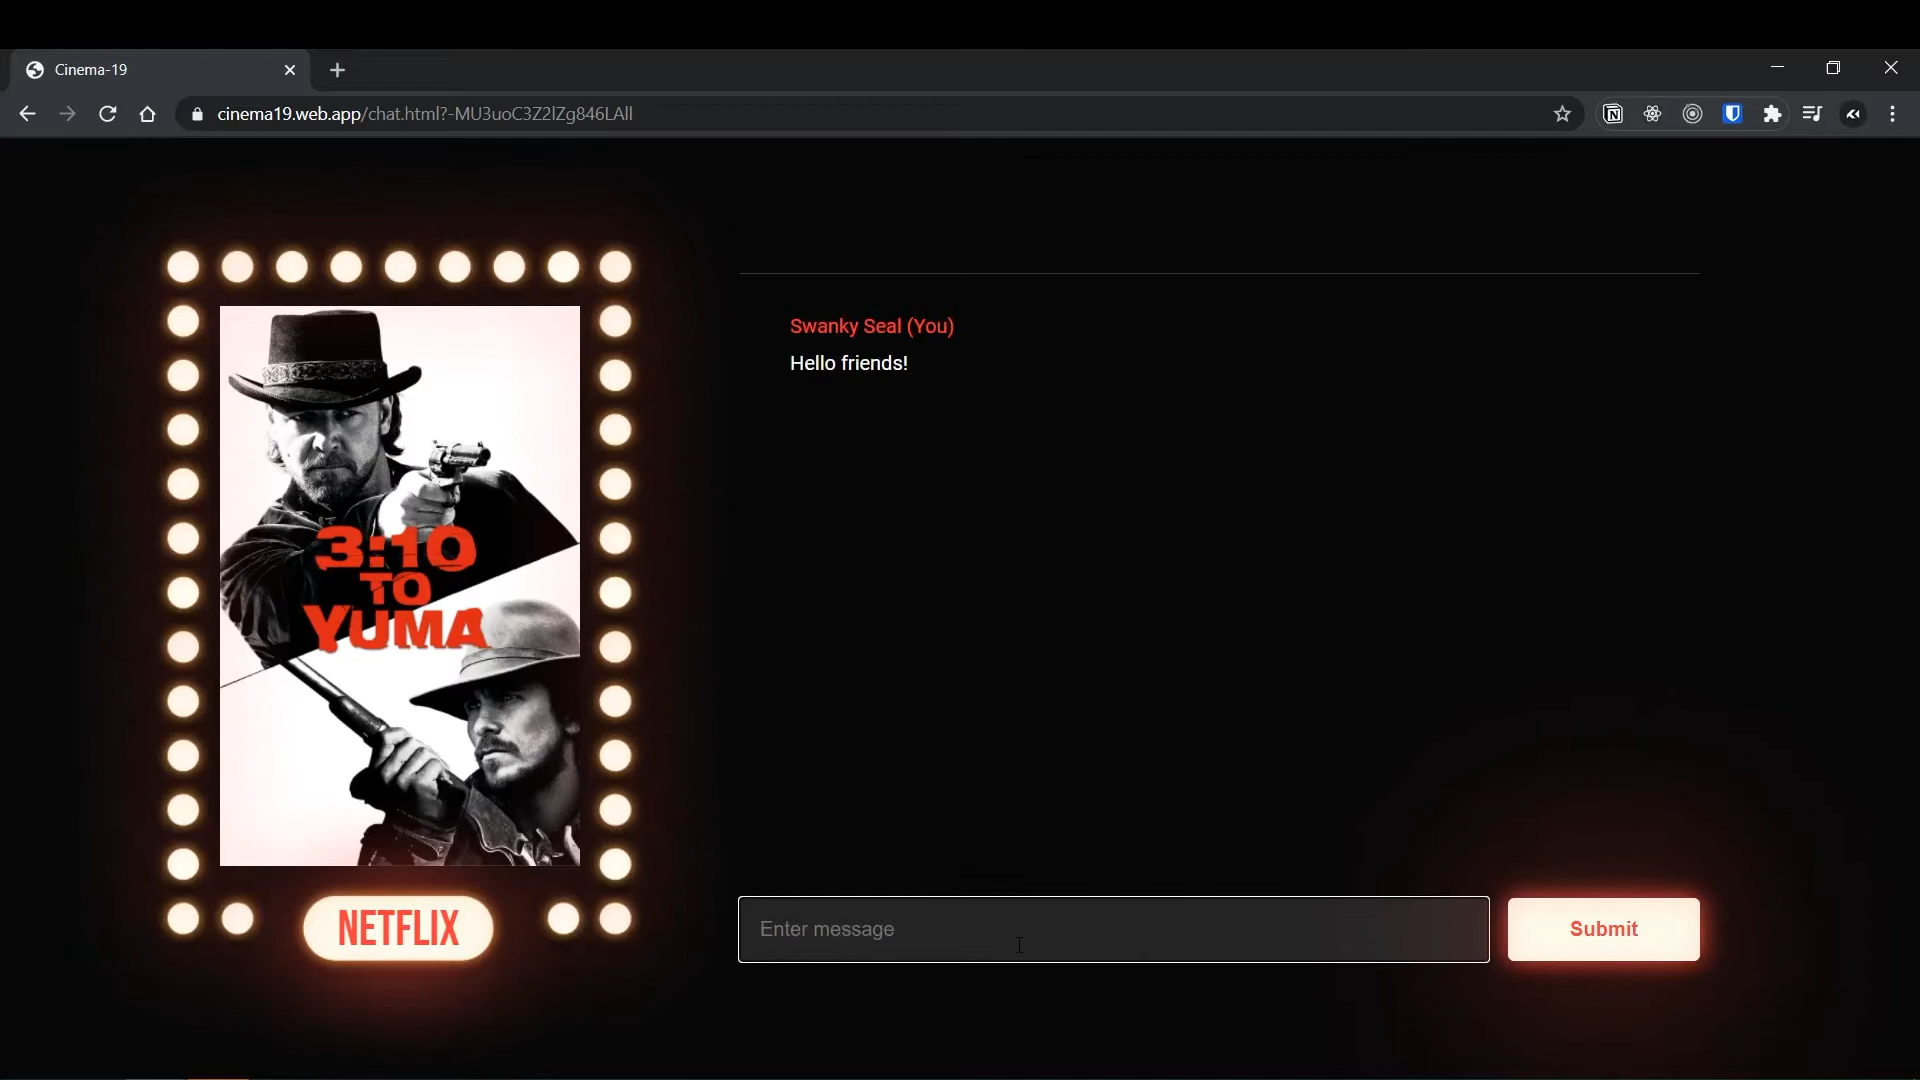 Cinema-19
cinema19.web.app/chat.html?-MU3uoC3Z2lZg846LAll
Swanky Seal (You)
Hello friends!
3:10
TO
YUMA
NETFLIX
Enter message
Submit